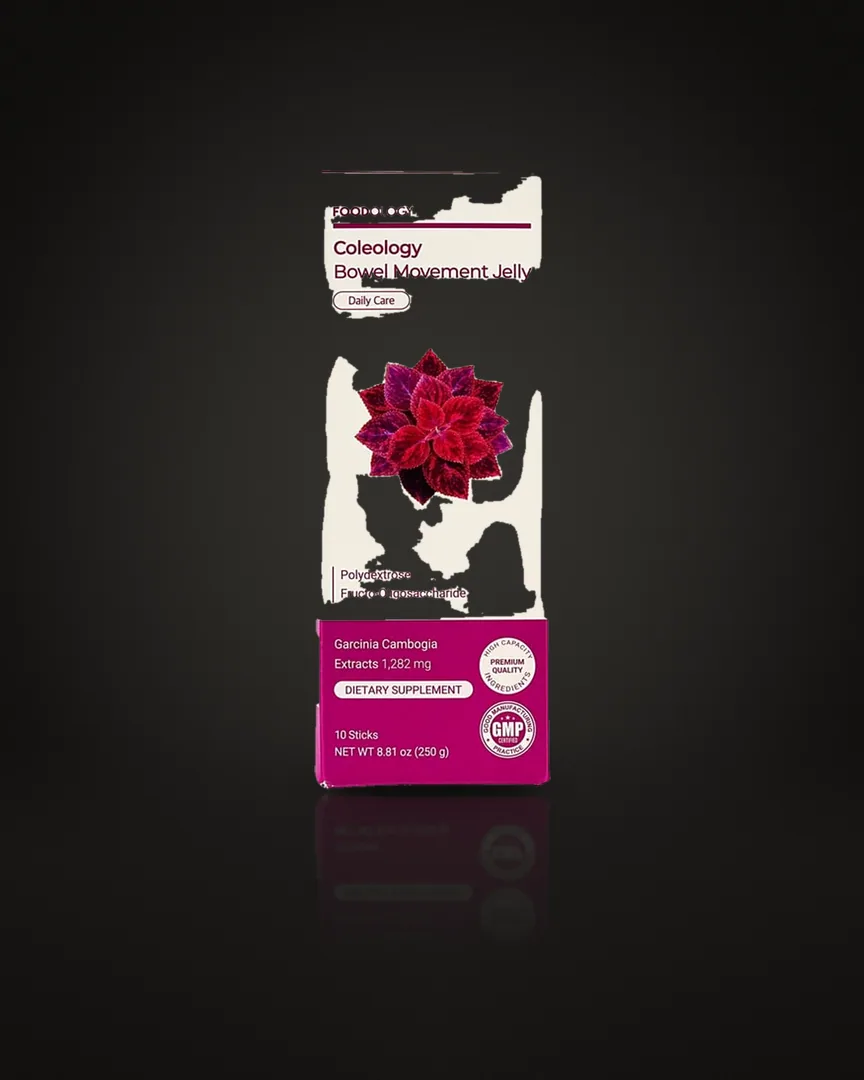 FOODOLOGY
Coleology
Bowel Movement Jelly
Daily Care
Polydextrose
Fructo Oligosaccharide
Garcinia Cambogia
Extracts 1,282 mg
DIETARY SUPPLEMENT
10 Sticks
NET WT 8.81 oz (250 g)
HIGH CAPACITY
PREMIUM
QUALITY
INGREDIENTS
GOOD MANUFACTURING
GMP
CERTIFIED
PRACTICE